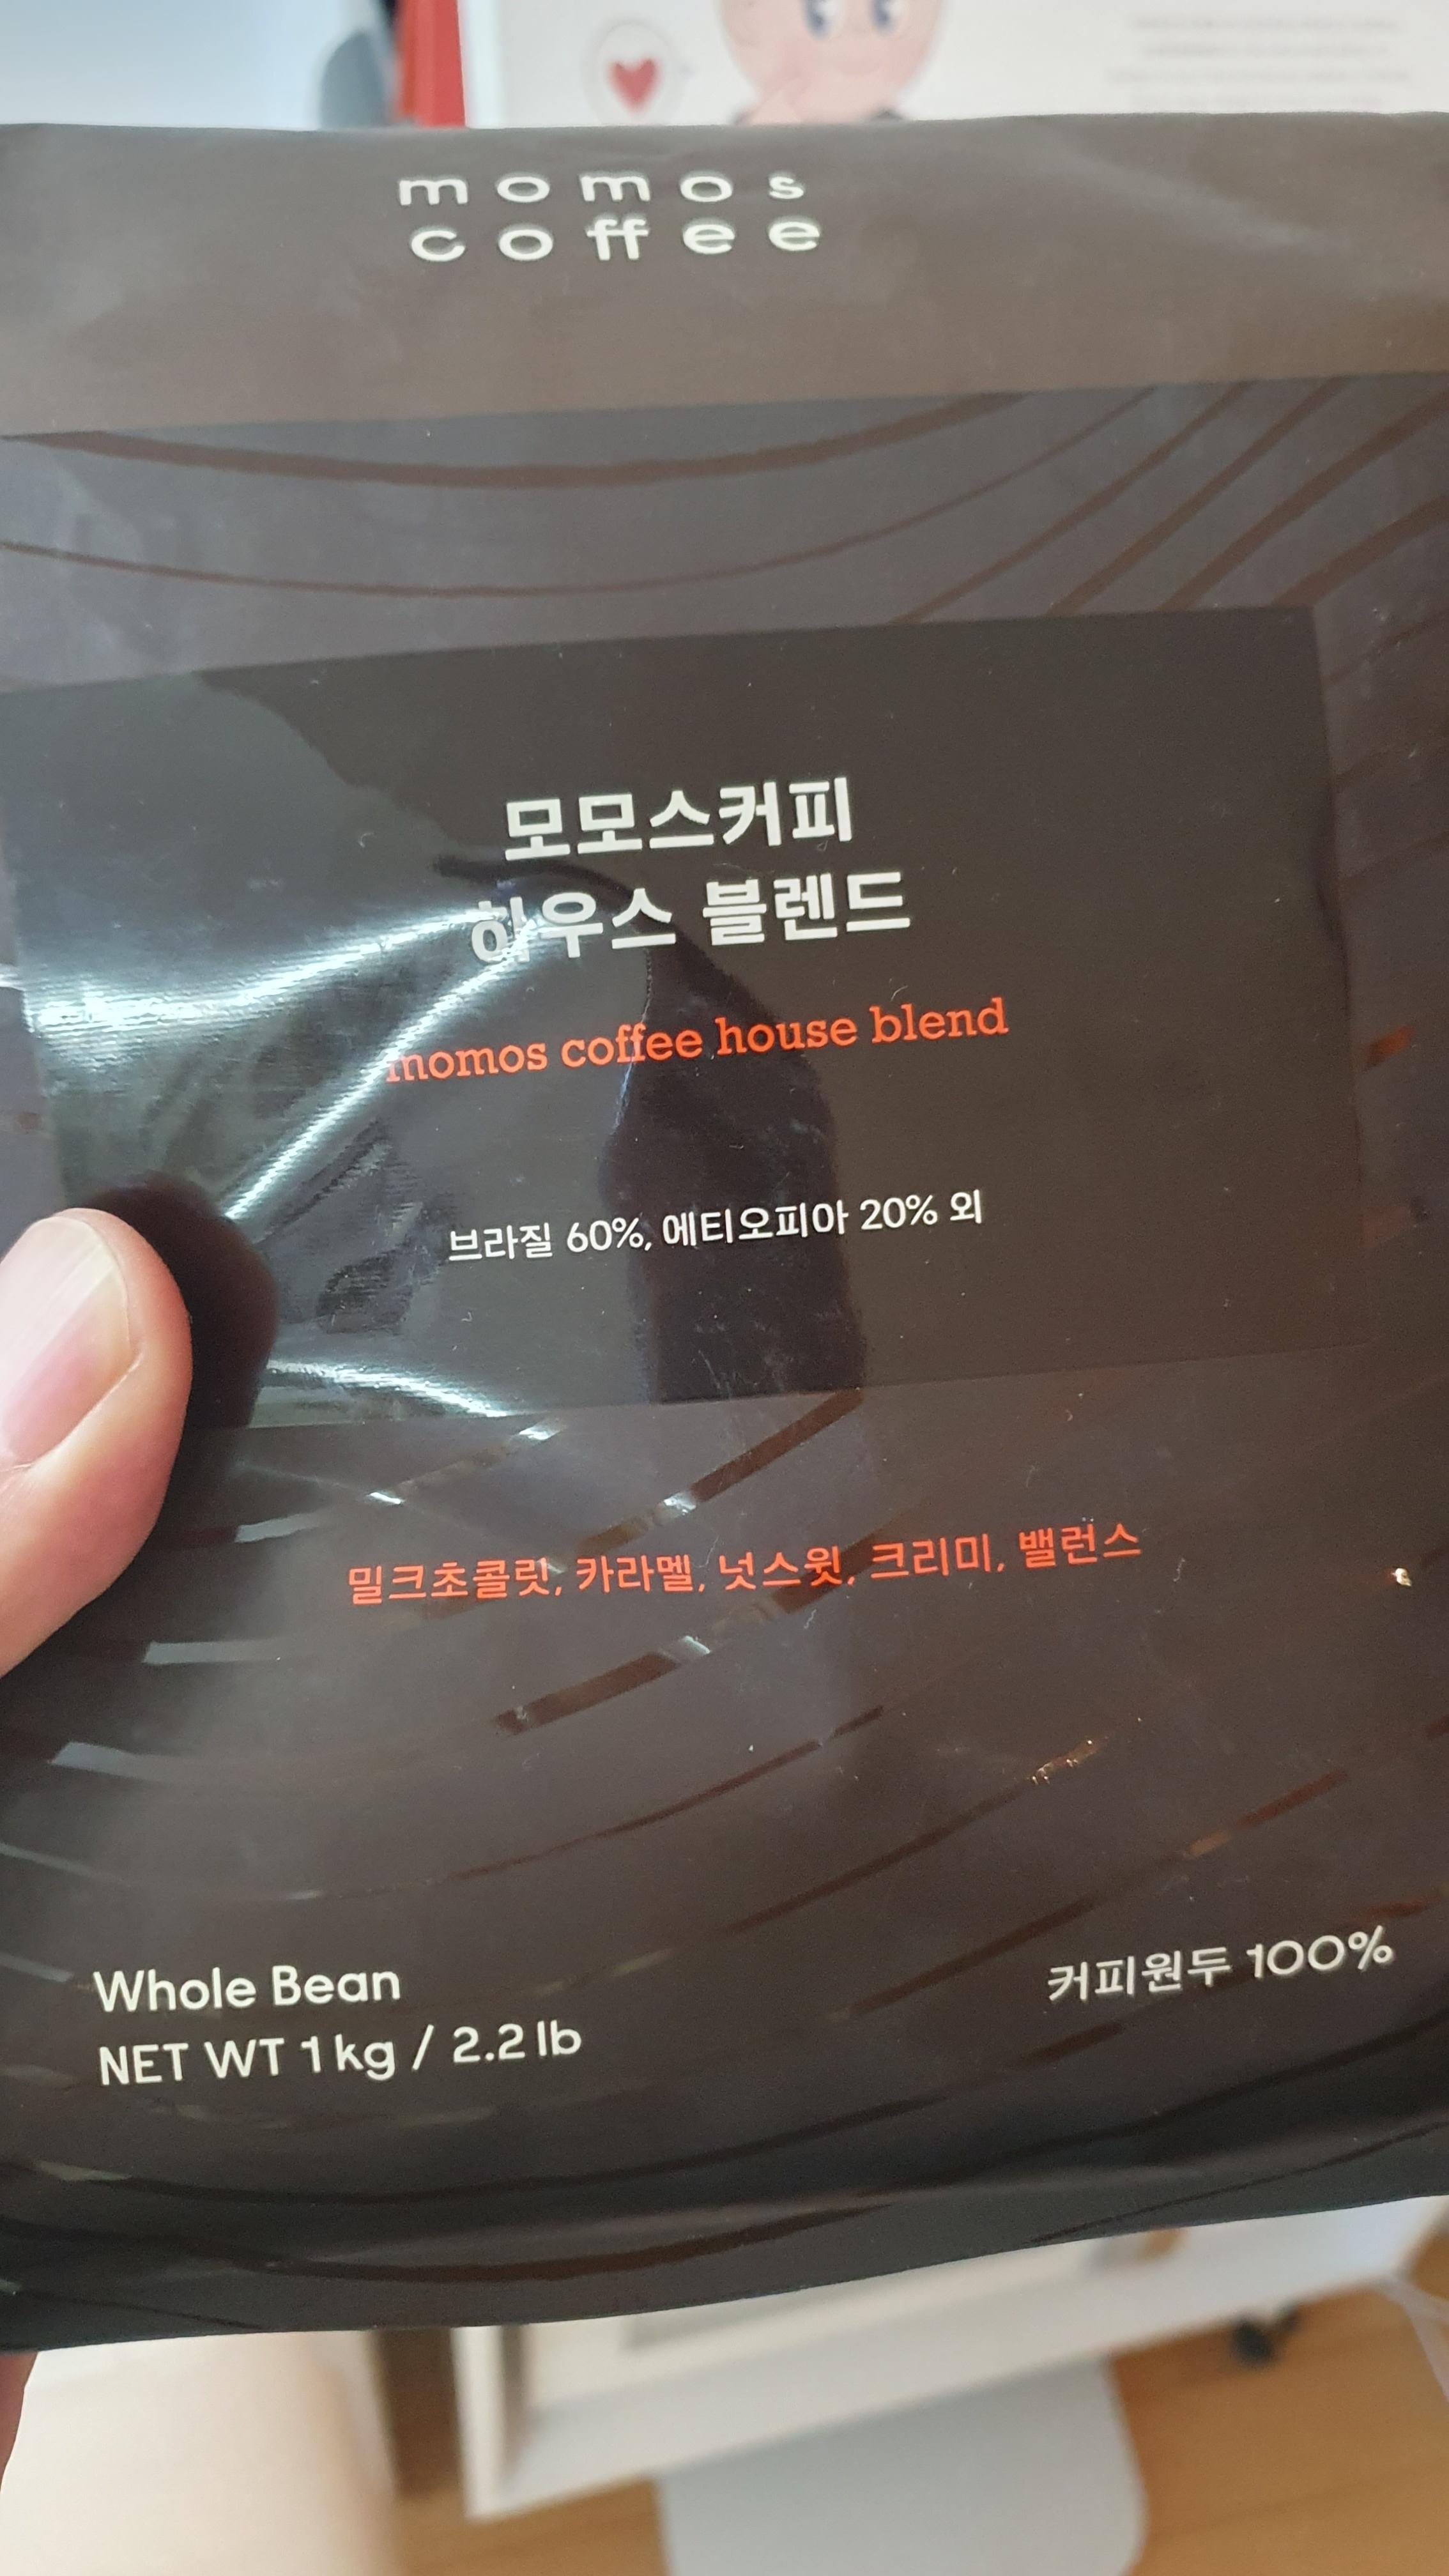 momos
coffee
모모스커피
하우스 블렌드
momos coffee house blend
브라질 60%, 에티오피아 20% 외
밀크초콜릿, 카라멜, 넛스윗, 크리미, 밸런스
Whole Bean
NET WT 1 kg / 2.2 lb
커피원두 100%